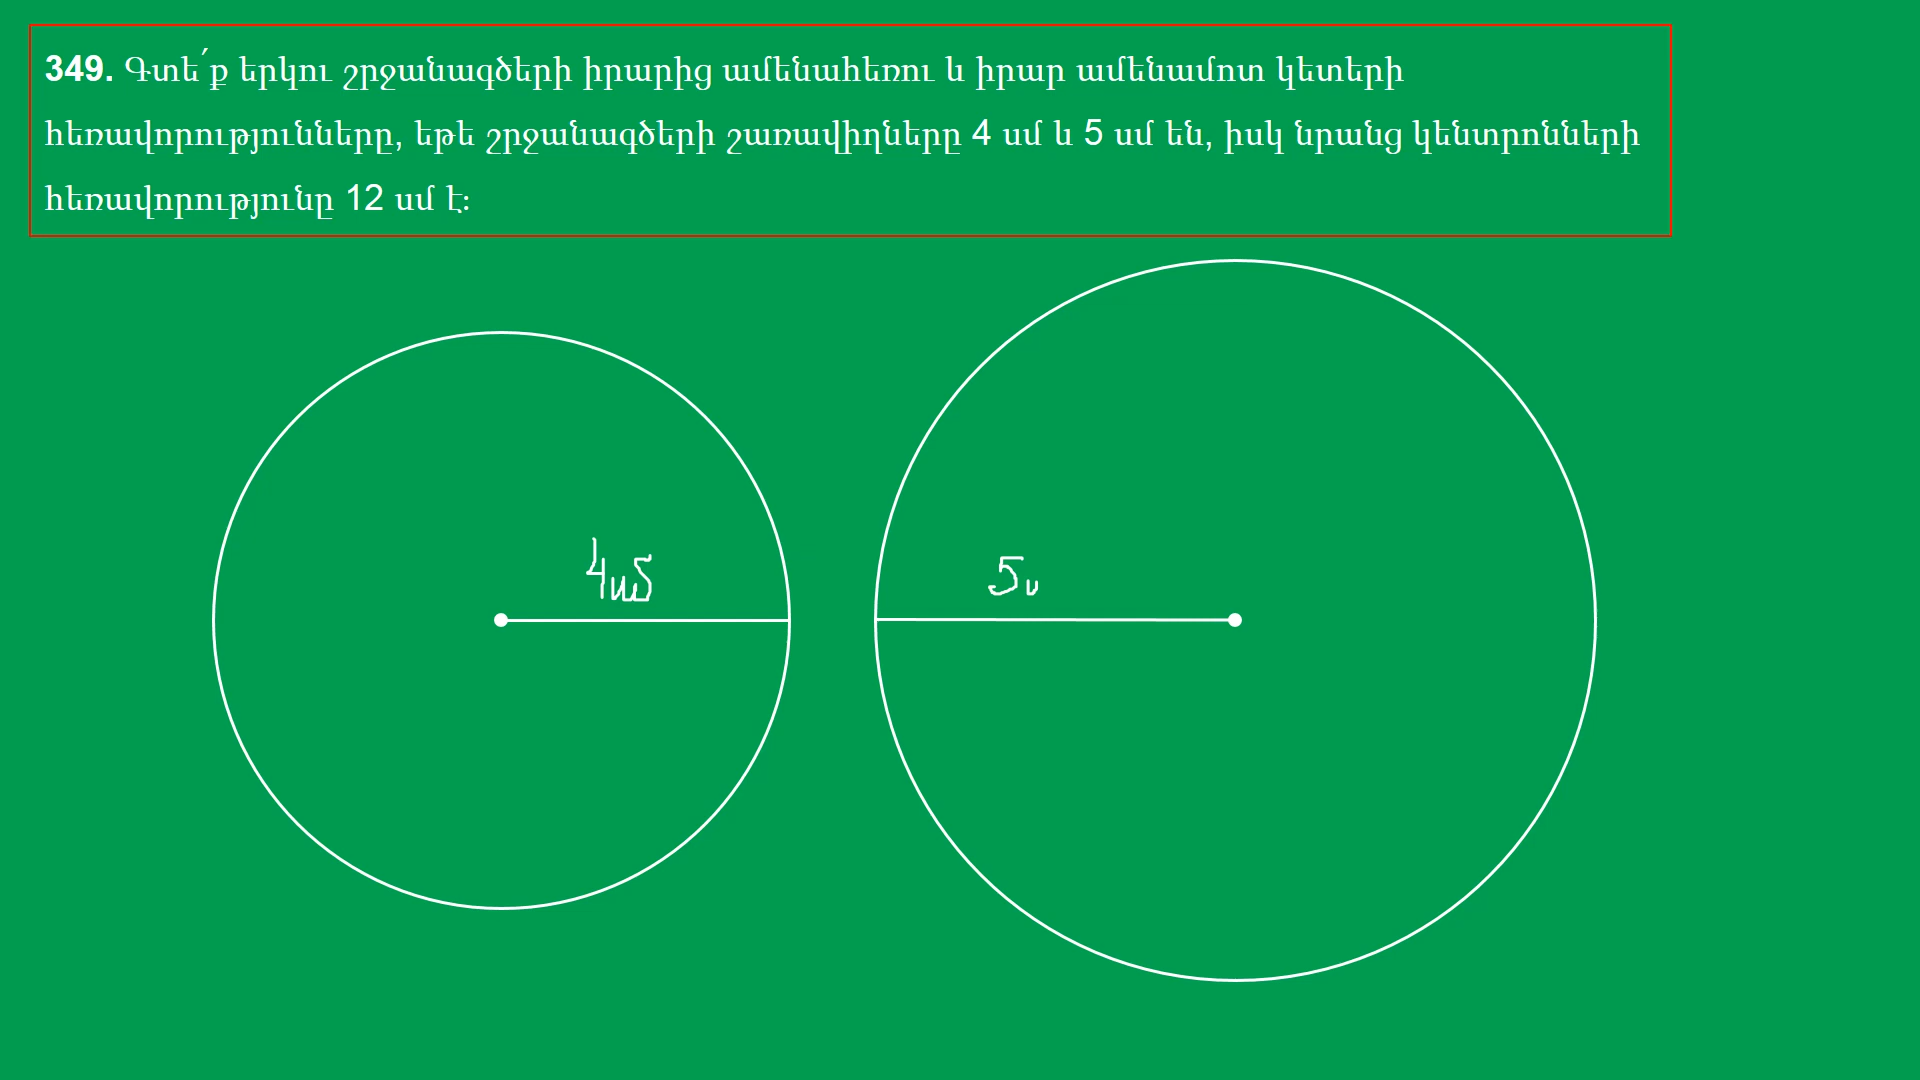 349. Գտե՛ք երկու շրջանագծերի իրարից ամենահեռու և իրար ամենամոտ կետերի
հեռավորությունները, եթե շրջանագծերի շառավիղները 4 սմ և 5 սմ են, իսկ նրանց կենտրոնների
հեռավորությունը 12 սմ է։
4սմ
5ս